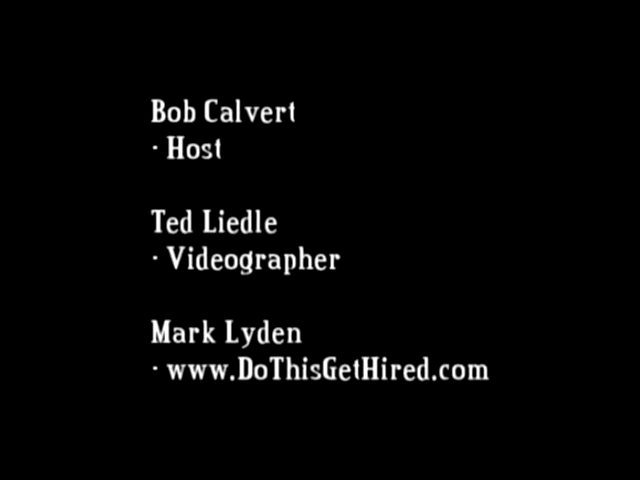 Bob Calvert
· Host
Ted Liedle
· Videographer
Mark Lyden
· www.DoThisGetHired.com